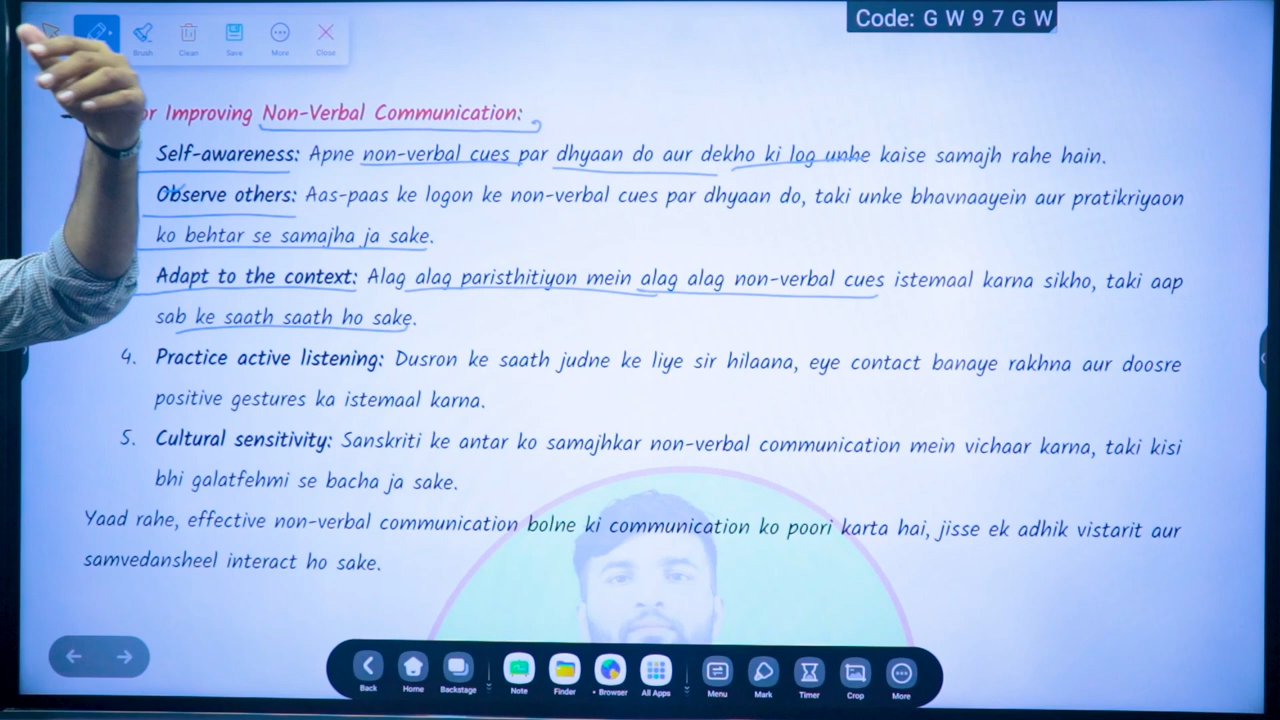 Code: G W 9 7 G W
Brush Clean Save More Close
or Improving Non-Verbal Communication:
Self-awareness: Apne non-verbal cues par dhyaan do aur dekho ki log unhe kaise samajh rahe hain.
Observe others: Aas-paas ke logon ke non-verbal cues par dhyaan do, taki unke bhavnaayein aur pratikriyaon
ko behtar se samajha ja sake.
Adapt to the context: Alag alag paristhitiyon mein alag alag non-verbal cues istemaal karna sikho, taki aap
sab ke saath saath ho sake.
4. Practice active listening: Dusron ke saath judne ke liye sir hilaana, eye contact banaye rakhna aur doosre
positive gestures ka istemaal karna.
5. Cultural sensitivity: Sanskriti ke antar ko samajhkar non-verbal communication mein vichaar karna, taki kisi
bhi galatfehmi se bacha ja sake.
Yaad rahe, effective non-verbal communication bolne ki communication ko poori karta hai, jisse ek adhik vistarit aur
samvedansheel interact ho sake.
Back Home Backstage Note Finder Browser All Apps Menu Mark Timer Crop More